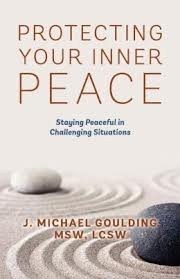 PROTECTING
YOUR INNER
PEACE
Staying Peaceful in
Challenging Situations
J. MICHAEL GOULDING,
MSW, LCSW